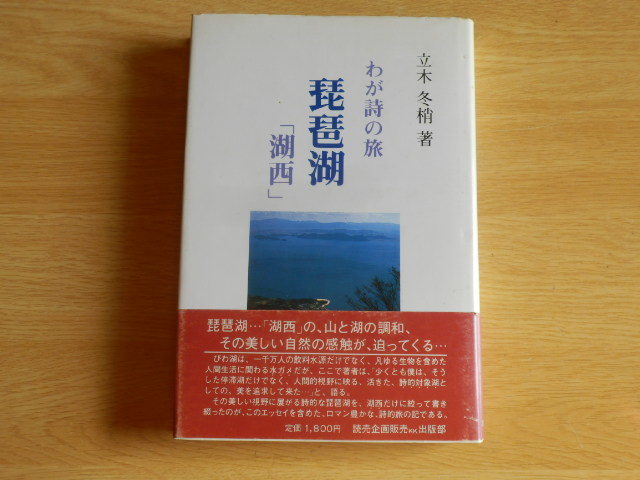 立木 冬梢 著
わが詩の旅
琵琶湖
「湖西」
琵琶湖…「湖西」の、山と湖の調和、
その美しい自然の感触が、迫ってくる…
びわ湖は、一千万人の飲料水源だけでなく、凡ゆる生物を含めた
人間生活に関わる水ガメだが、ここで著者は、「少くとも僕は、そう
した停滞湖だけでなく、人間的視野に映る、活きた、詩的対象湖と
しての、美を追求して来た…」と、語る。
その美しい視野に展がる詩的な琵琶湖を、湖西だけに絞って書き
綴ったのが、このエッセイを含めた、ロマン豊かな、詩的旅の記である。
定価 1,800円 読売企画販売KK出版部